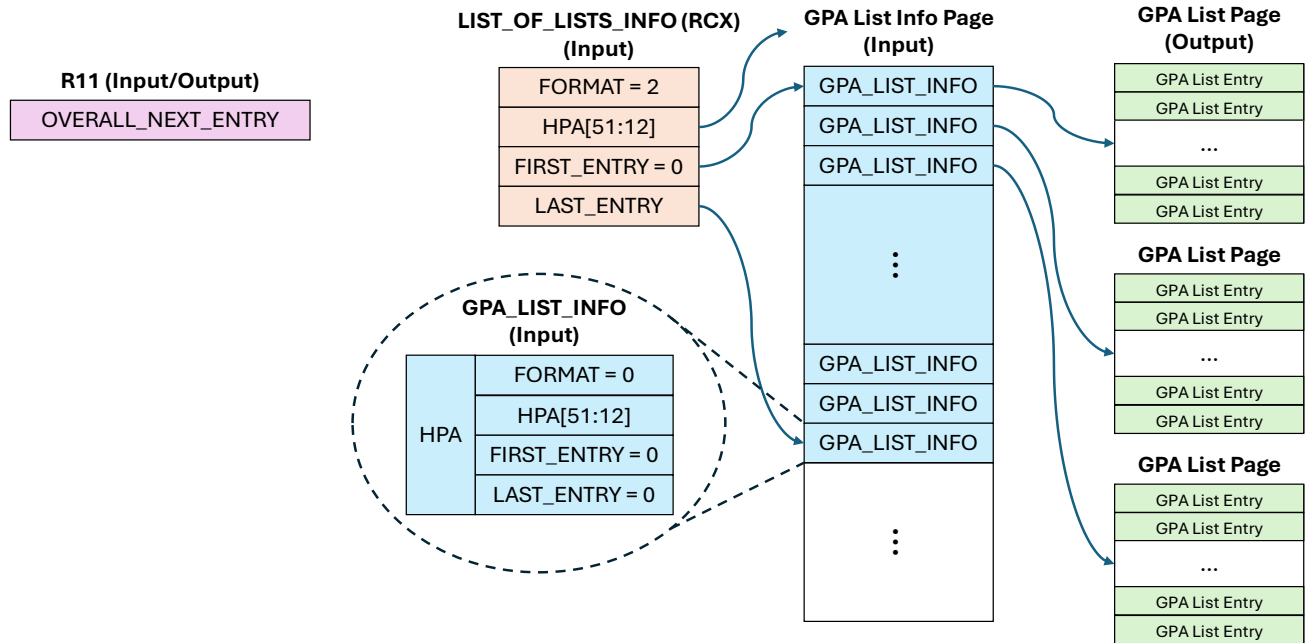 R11 (Input/Output)
OVERALL_NEXT_ENTRY
LIST_OF_LISTS_INFO (RCX)
(Input)
FORMAT = 2
HPA[51:12]
FIRST_ENTRY = 0
LAST_ENTRY
GPA_LIST_INFO
(Input)
HPA
FORMAT = 0
HPA[51:12]
FIRST_ENTRY = 0
LAST_ENTRY = 0
GPA List Info Page
(Input)
GPA_LIST_INFO
GPA_LIST_INFO
GPA_LIST_INFO
⋮
GPA_LIST_INFO
GPA_LIST_INFO
GPA_LIST_INFO
⋮
GPA List Page
(Output)
GPA List Entry
GPA List Entry
...
GPA List Entry
GPA List Entry
GPA List Page
GPA List Entry
GPA List Entry
...
GPA List Entry
GPA List Entry
GPA List Page
GPA List Entry
GPA List Entry
...
GPA List Entry
GPA List Entry